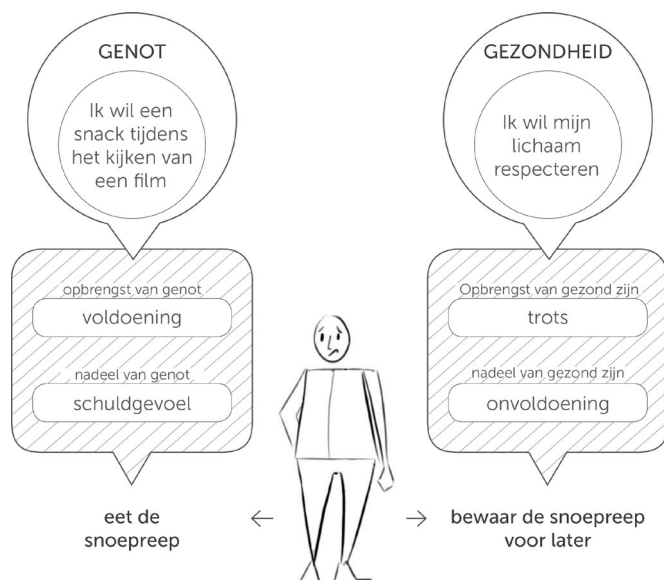 GENOT
Ik wil een
snack tijdens
het kijken van
een film
opbrengst van genot
voldoening
nadeel van genot
schuldgevoel
eet de
snoepreep
GEZONDHEID
Ik wil mijn
lichaam
respecteren
Opbrengst van gezond zijn
trots
nadeel van gezond zijn
onvoldoening
bewaar de snoepreep
voor later